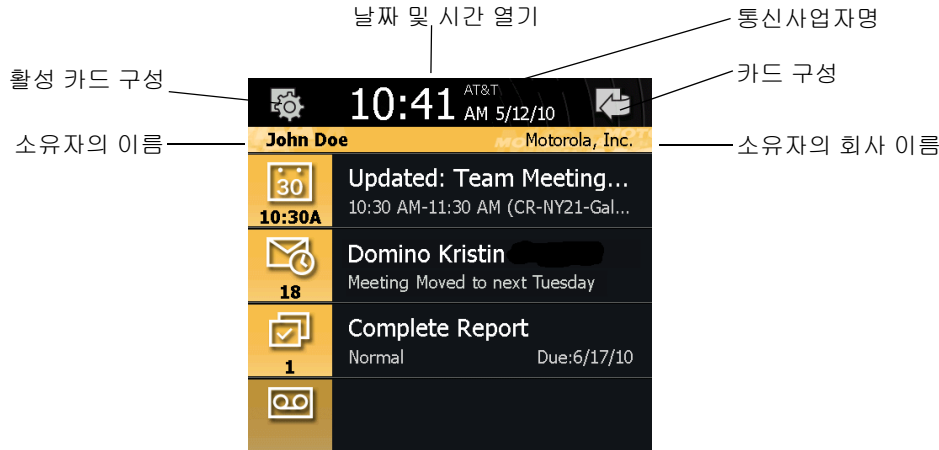 날짜 및 시간 열기
통신사업자명
활성 카드 구성
카드 구성
10:41 AT&T
AM 5/12/10
소유자의 이름
John Doe Motorola, Inc.
소유자의 회사 이름
30
10:30A
Updated: Team Meeting...
10:30 AM-11:30 AM (CR-NY21-Gal...
18
Domino Kristin
Meeting Moved to next Tuesday
1
Complete Report
Normal Due:6/17/10